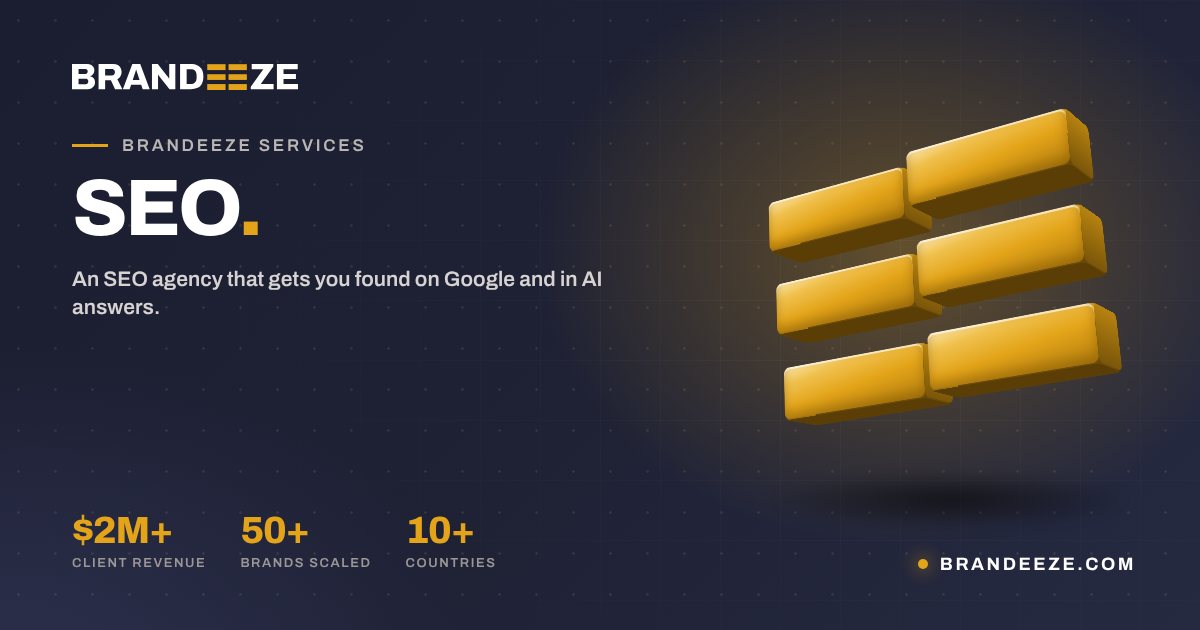 BRANDEEZE
BRANDEEZE SERVICES
SEO.
An SEO agency that gets you found on Google and in AI
answers.
$2M+ 50+ 10+
CLIENT REVENUE BRANDS SCALED COUNTRIES
BRANDEEZE.COM